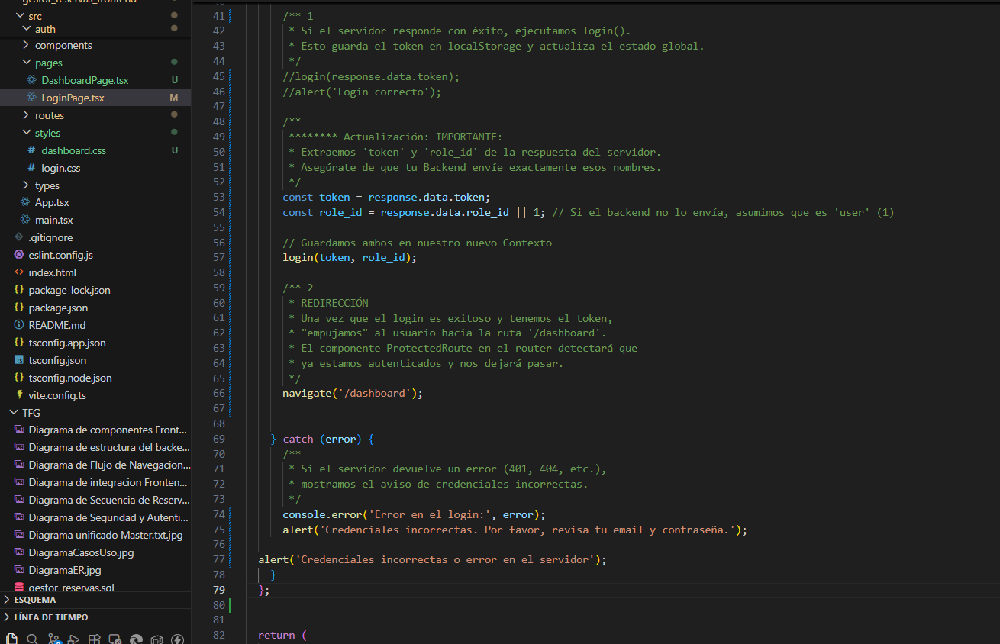 gestor_reservas_frontend
src
auth
components
pages
DashboardPage.tsx U
LoginPage.tsx M
routes
styles
dashboard.css U
login.css
types
App.tsx
main.tsx
.gitignore
eslint.config.js
index.html
package-lock.json
package.json
README.md
tsconfig.app.json
tsconfig.json
tsconfig.node.json
vite.config.ts
TFG
Diagrama de componentes Front...
Diagrama de estructura del backe...
Diagrama de Flujo de Navegacion...
Diagrama de integracion Fronten...
Diagrama de Secuencia de Reserv...
Diagrama de Seguridad y Autenti...
Diagrama unificado Master.txt.jpg
DiagramaCasosUso.jpg
DiagramaER.jpg
gestor_reservas.sql
ESQUEMA
LÍNEA DE TIEMPO
41 /** 1
42 * Si el servidor responde con éxito, ejecutamos login().
43 * Esto guarda el token en localStorage y actualiza el estado global.
44 */
45 //login(response.data.token);
46 //alert('Login correcto');
47
48 /**
49 ******** Actualización: IMPORTANTE:
50 * Extraemos 'token' y 'role_id' de la respuesta del servidor.
51 * Asegúrate de que tu Backend envíe exactamente esos nombres.
52 */
53 const token = response.data.token;
54 const role_id = response.data.role_id || 1; // Si el backend no lo envía, asumimos que es 'user' (1)
55
56 // Guardamos ambos en nuestro nuevo Contexto
57 login(token, role_id);
58
59 /** 2
60 * REDIRECCIÓN
61 * Una vez que el login es exitoso y tenemos el token,
62 * "empujamos" al usuario hacia la ruta '/dashboard'.
63 * El componente ProtectedRoute en el router detectará que
64 * ya estamos autenticados y nos dejará pasar.
65 */
66 navigate('/dashboard');
67
68
69 } catch (error) {
70 /**
71 * Si el servidor devuelve un error (401, 404, etc.),
72 * mostramos el aviso de credenciales incorrectas.
73 */
74 console.error('Error en el login:', error);
75 alert('Credenciales incorrectas. Por favor, revisa tu email y contraseña.');
76
77 alert('Credenciales incorrectas o error en el servidor');
78 }
79 };
80
81
82 return (